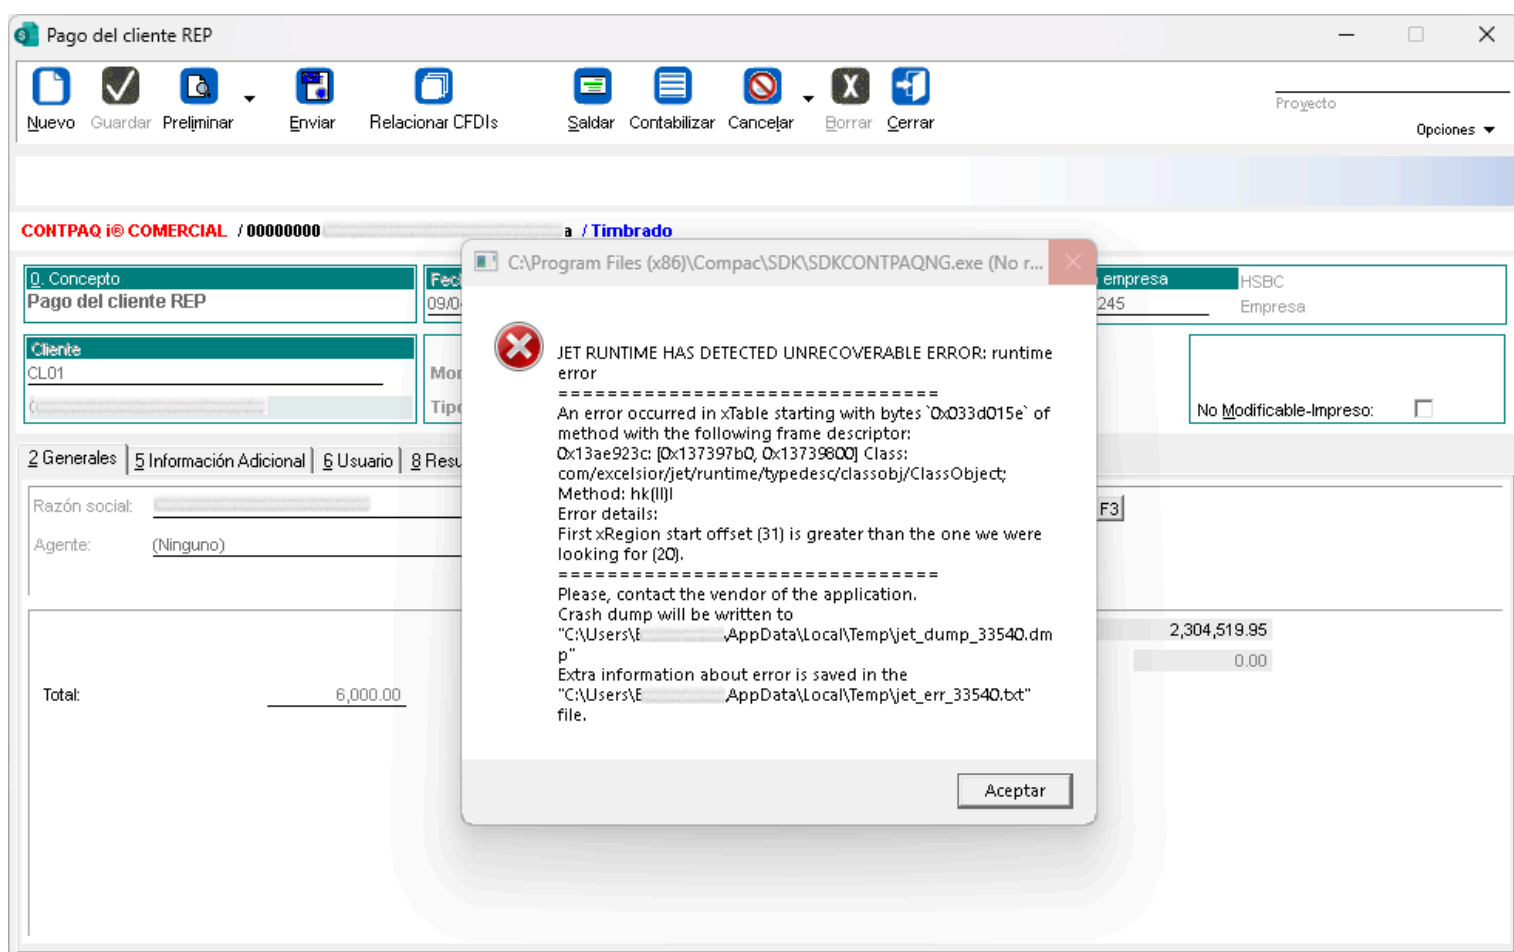 Pago del cliente REP
Nuevo Guardar Preliminar Enviar Relacionar CFDIs Saldar Contabilizar Cancelar Borrar Cerrar
Proyecto
Opciones
CONTPAQ i® COMERCIAL / 00000000 a / Timbrado
C:\Program Files (x86)\Compac\SDK\SDKCONTPAQNG.exe (No r...
0. Concepto
Pago del cliente REP
09/0
empresa
245
HSBC
Empresa
Cliente
CL01
No Modificable-Impreso:
2 Generales 5 Información Adicional 6 Usuario 8 Resu
Razón social:
F3
Agente: (Ninguno)
JET RUNTIME HAS DETECTED UNRECOVERABLE ERROR: runtime
error
================================
An error occurred in xTable starting with bytes `0x033d015e` of
method with the following frame descriptor:
0x13ae923c: [0x137397b0, 0x13739800] Class:
com/excelsior/jet/runtime/typedesc/classobj/ClassObject;
Method: hk(II)I
Error details:
First xRegion start offset (31) is greater than the one we were
looking for (20).
================================
Please, contact the vendor of the application.
Crash dump will be written to
"C:\Users\E AppData\Local\Temp\jet_dump_33540.dm
p"
Extra information about error is saved in the
"C:\Users\E AppData\Local\Temp\jet_err_33540.txt"
file.
Aceptar
2,304,519.95
0.00
Total: 6,000.00